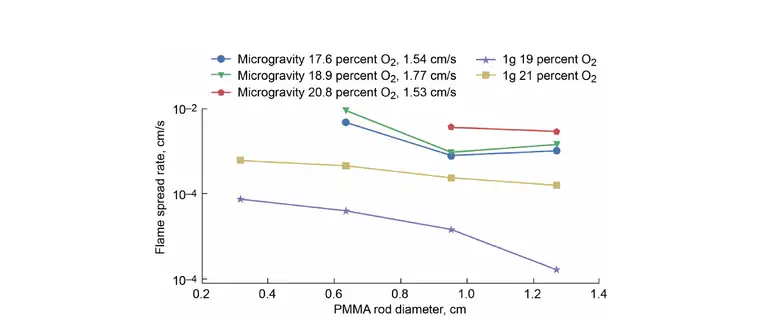 Microgravity 17.6 percent O2, 1.54 cm/s
Microgravity 18.9 percent O2, 1.77 cm/s
Microgravity 20.8 percent O2, 1.53 cm/s
1g 19 percent O2
1g 21 percent O2
10–2
10–4
10–4
Flame spread rate, cm/s
0.2 0.4 0.6 0.8 1.0 1.2 1.4
PMMA rod diameter, cm